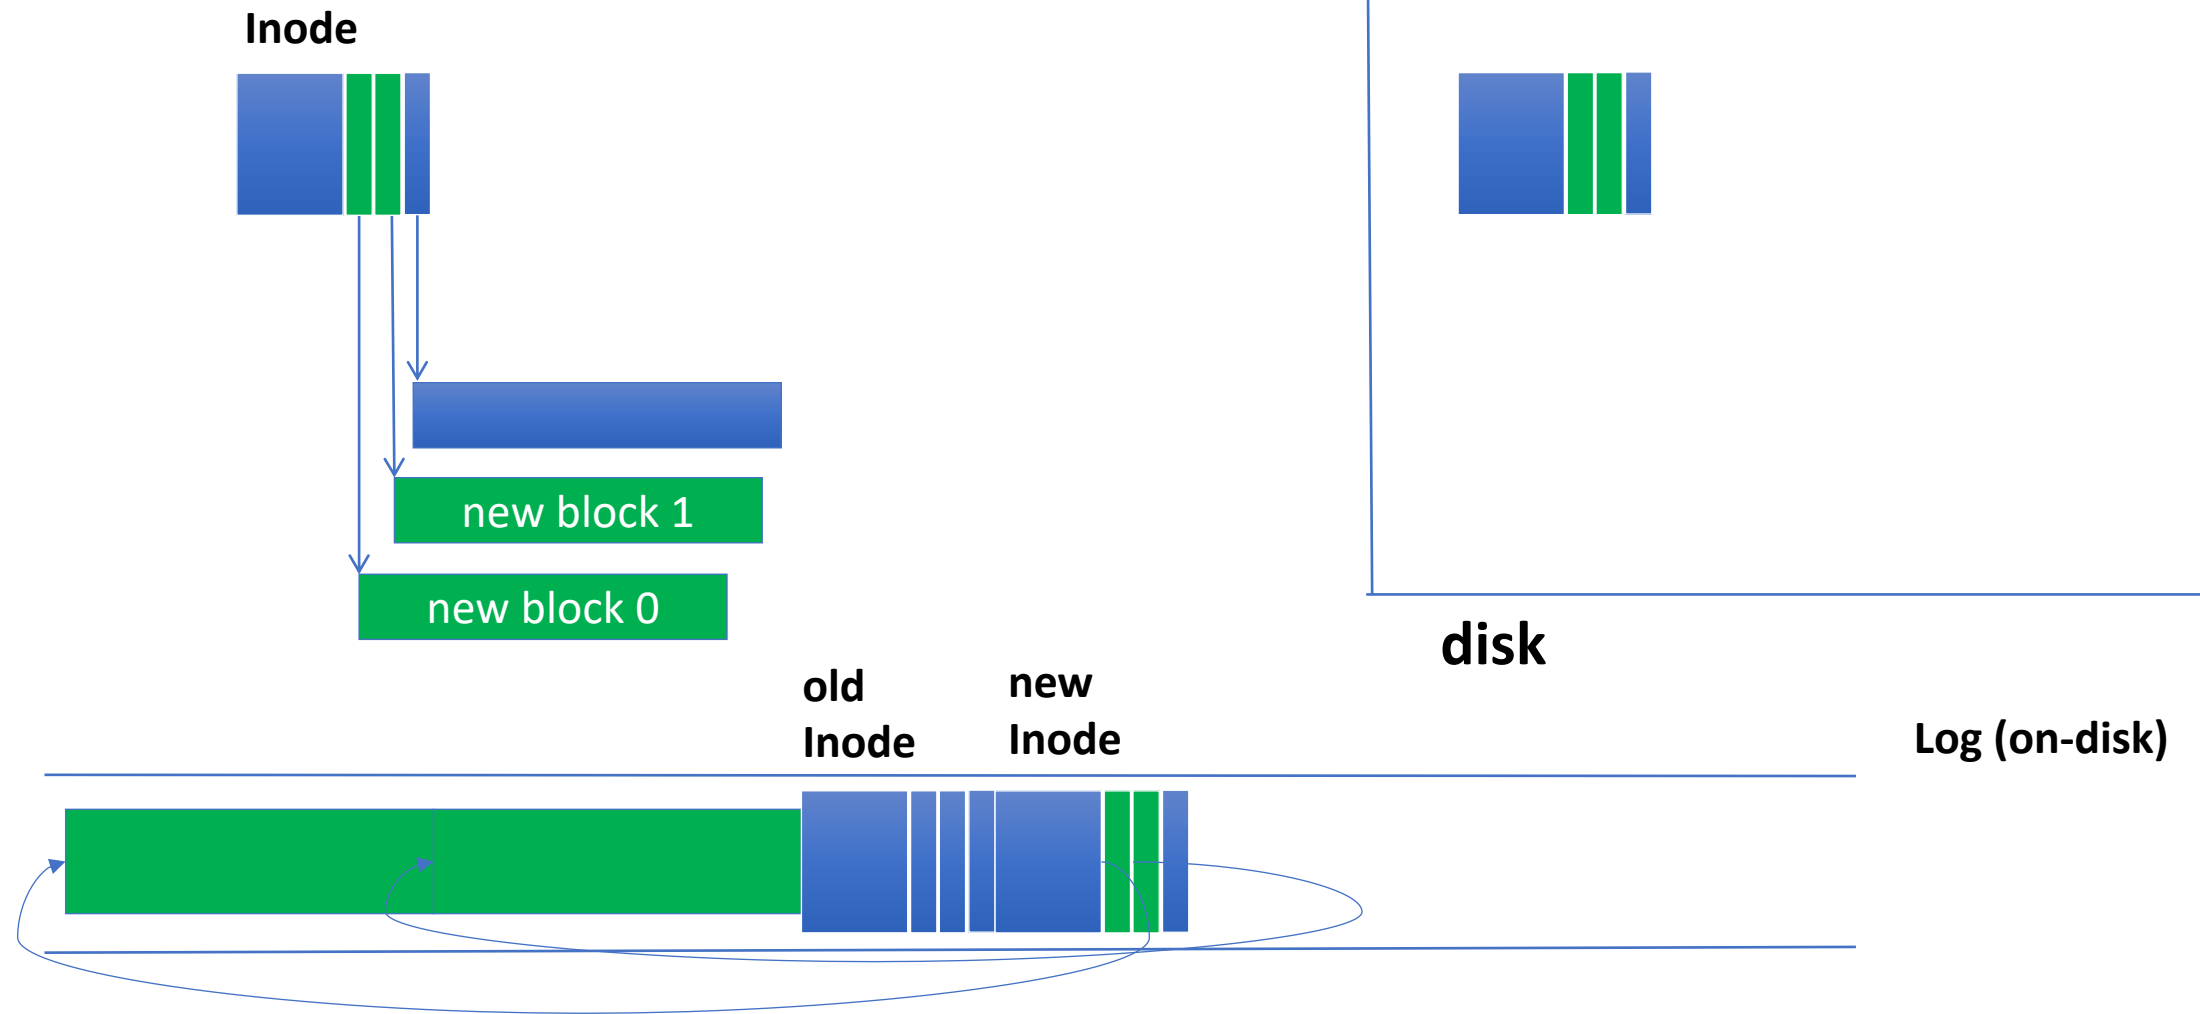 Inode
new block 1
new block 0
disk
old
Inode
new
Inode
Log (on-disk)